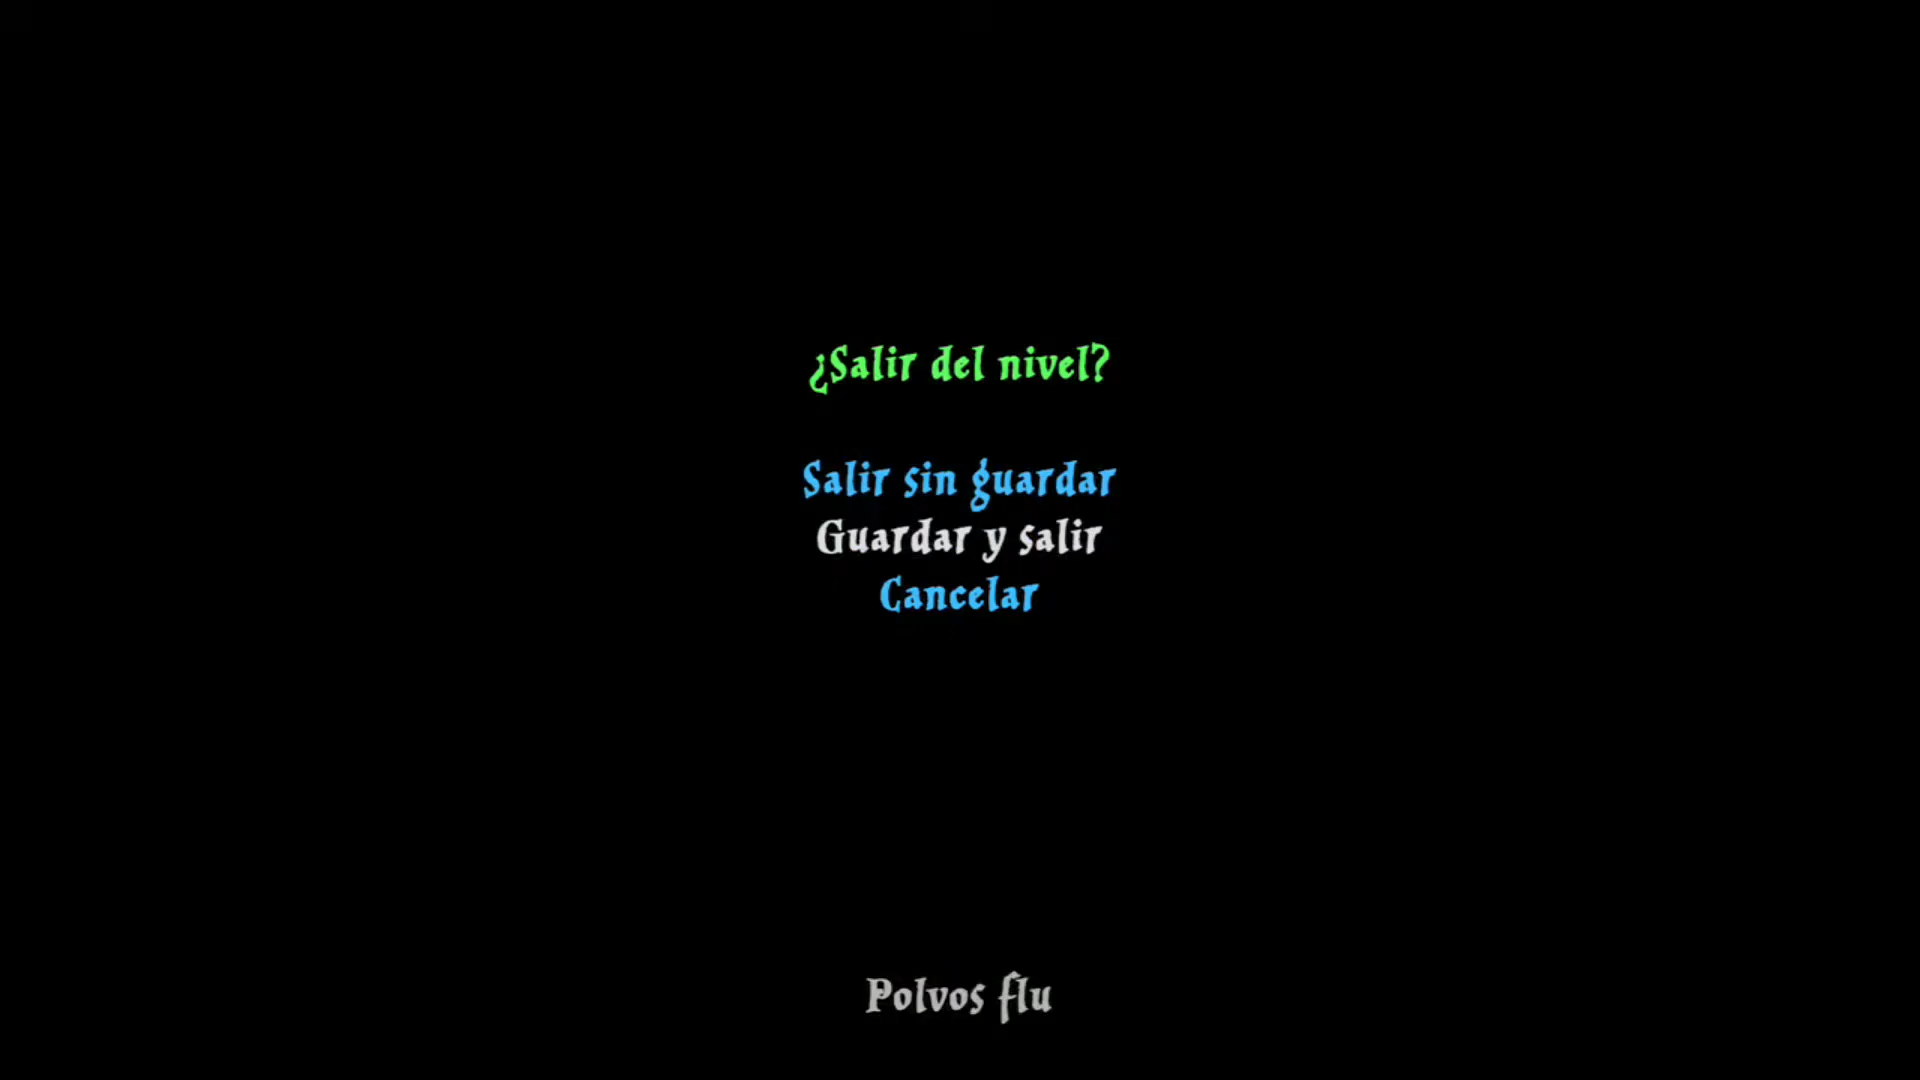 ¿Salir del nivel?
Salir sin guardar
Guardar y salir
Cancelar
Polvos flu